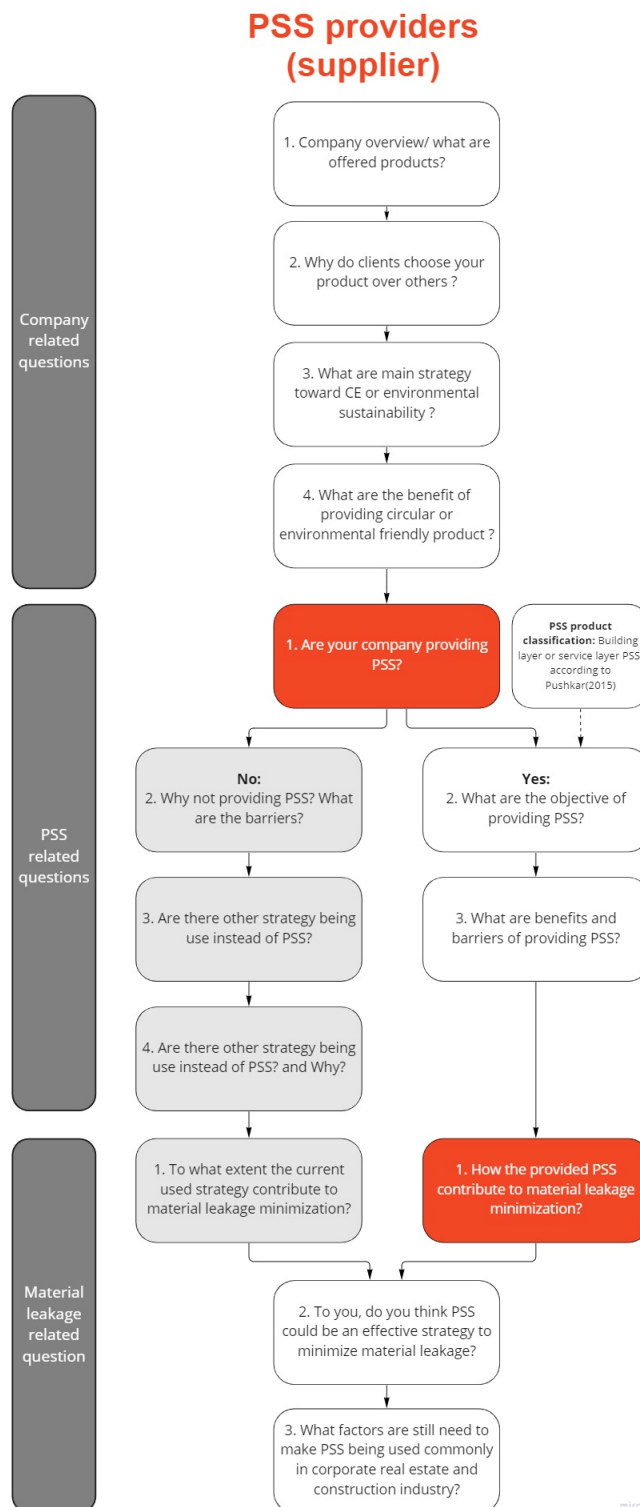 PSS providers
(supplier)
Company
related
questions
1. Company overview/ what are
offered products?
2. Why do clients choose your
product over others ?
3. What are main strategy
toward CE or environmental
sustainability ?
4. What are the benefit of
providing circular or
environmental friendly product ?
PSS
related
questions
1. Are your company providing
PSS?
PSS product
classification: Building
layer or service layer PSS
according to
Pushkar(2015)
No:
2. Why not providing PSS? What
are the barriers?
Yes:
2. What are the objective of
providing PSS?
3. Are there other strategy being
use instead of PSS?
3. What are benefits and
barriers of providing PSS?
4. Are there other strategy being
use instead of PSS? and Why?
Material
leakage
related
question
1. To what extent the current
used strategy contribute to
material leakage minimization?
1. How the provided PSS
contribute to material leakage
minimization?
2. To you, do you think PSS
could be an effective strategy to
minimize material leakage?
3. What factors are still need to
make PSS being used commonly
in corporate real estate and
construction industry?